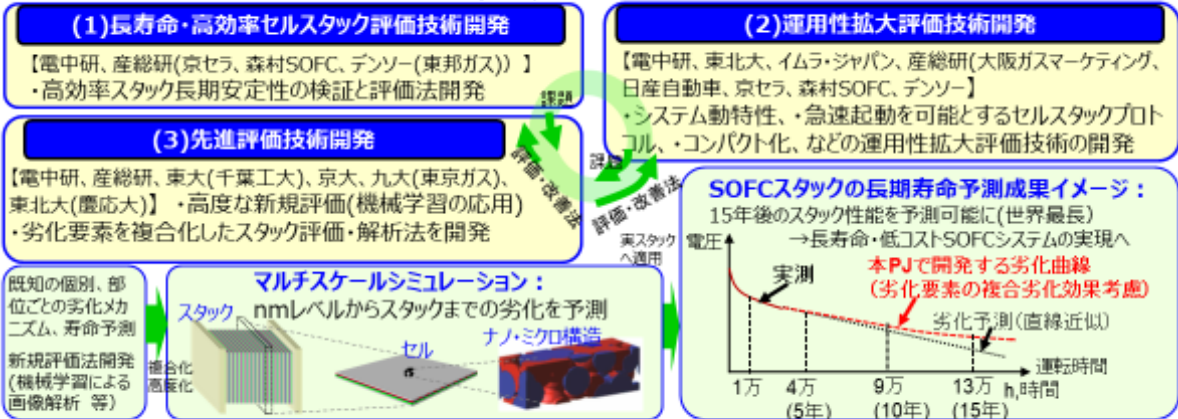 (1)長寿命・高効率セルスタック評価技術開発
【電中研、産総研(京セラ、森村SOFC、デンソー(東邦ガス)) 】
・高効率スタック長期安定性の検証と評価法開発
(2)運用性拡大評価技術開発
【電中研、東北大、イムラ・ジャパン、産総研(大阪ガスマーケティング、
日産自動車、京セラ、森村SOFC、デンソー】
・システム動特性、・急速起動を可能とするセルスタックプロト
コル、・コンパクト化、などの運用性拡大評価技術の開発
課題
評価・改善法
課題
評価・改善法
(3)先進評価技術開発
【電中研、産総研、東大(千葉工大)、京大、九大(東京ガス)、
東北大(慶応大)】 ・高度な新規評価(機械学習の応用)
・劣化要素を複合化したスタック評価・解析法を開発
実スタック
へ適用
既知の個別、部
位ごとの劣化メカ
ニズム、寿命予測
新規評価法開発
(機械学習による
画像解析 等)
複合化
高度化
マルチスケールシミュレーション：
nmレベルからスタックまでの劣化を予測
スタック
セル
ナノ・ミクロ構造
SOFCスタックの長期寿命予測成果イメージ：
15年後のスタック性能を予測可能に(世界最長)
→長寿命・低コストSOFCシステムの実現へ
電圧
実測
本PJで開発する劣化曲線
(劣化要素の複合劣化効果考慮)
劣化予測(直線近似)
運転時間
1万 4万 9万 13万 h,時間
(5年) (10年) (15年)